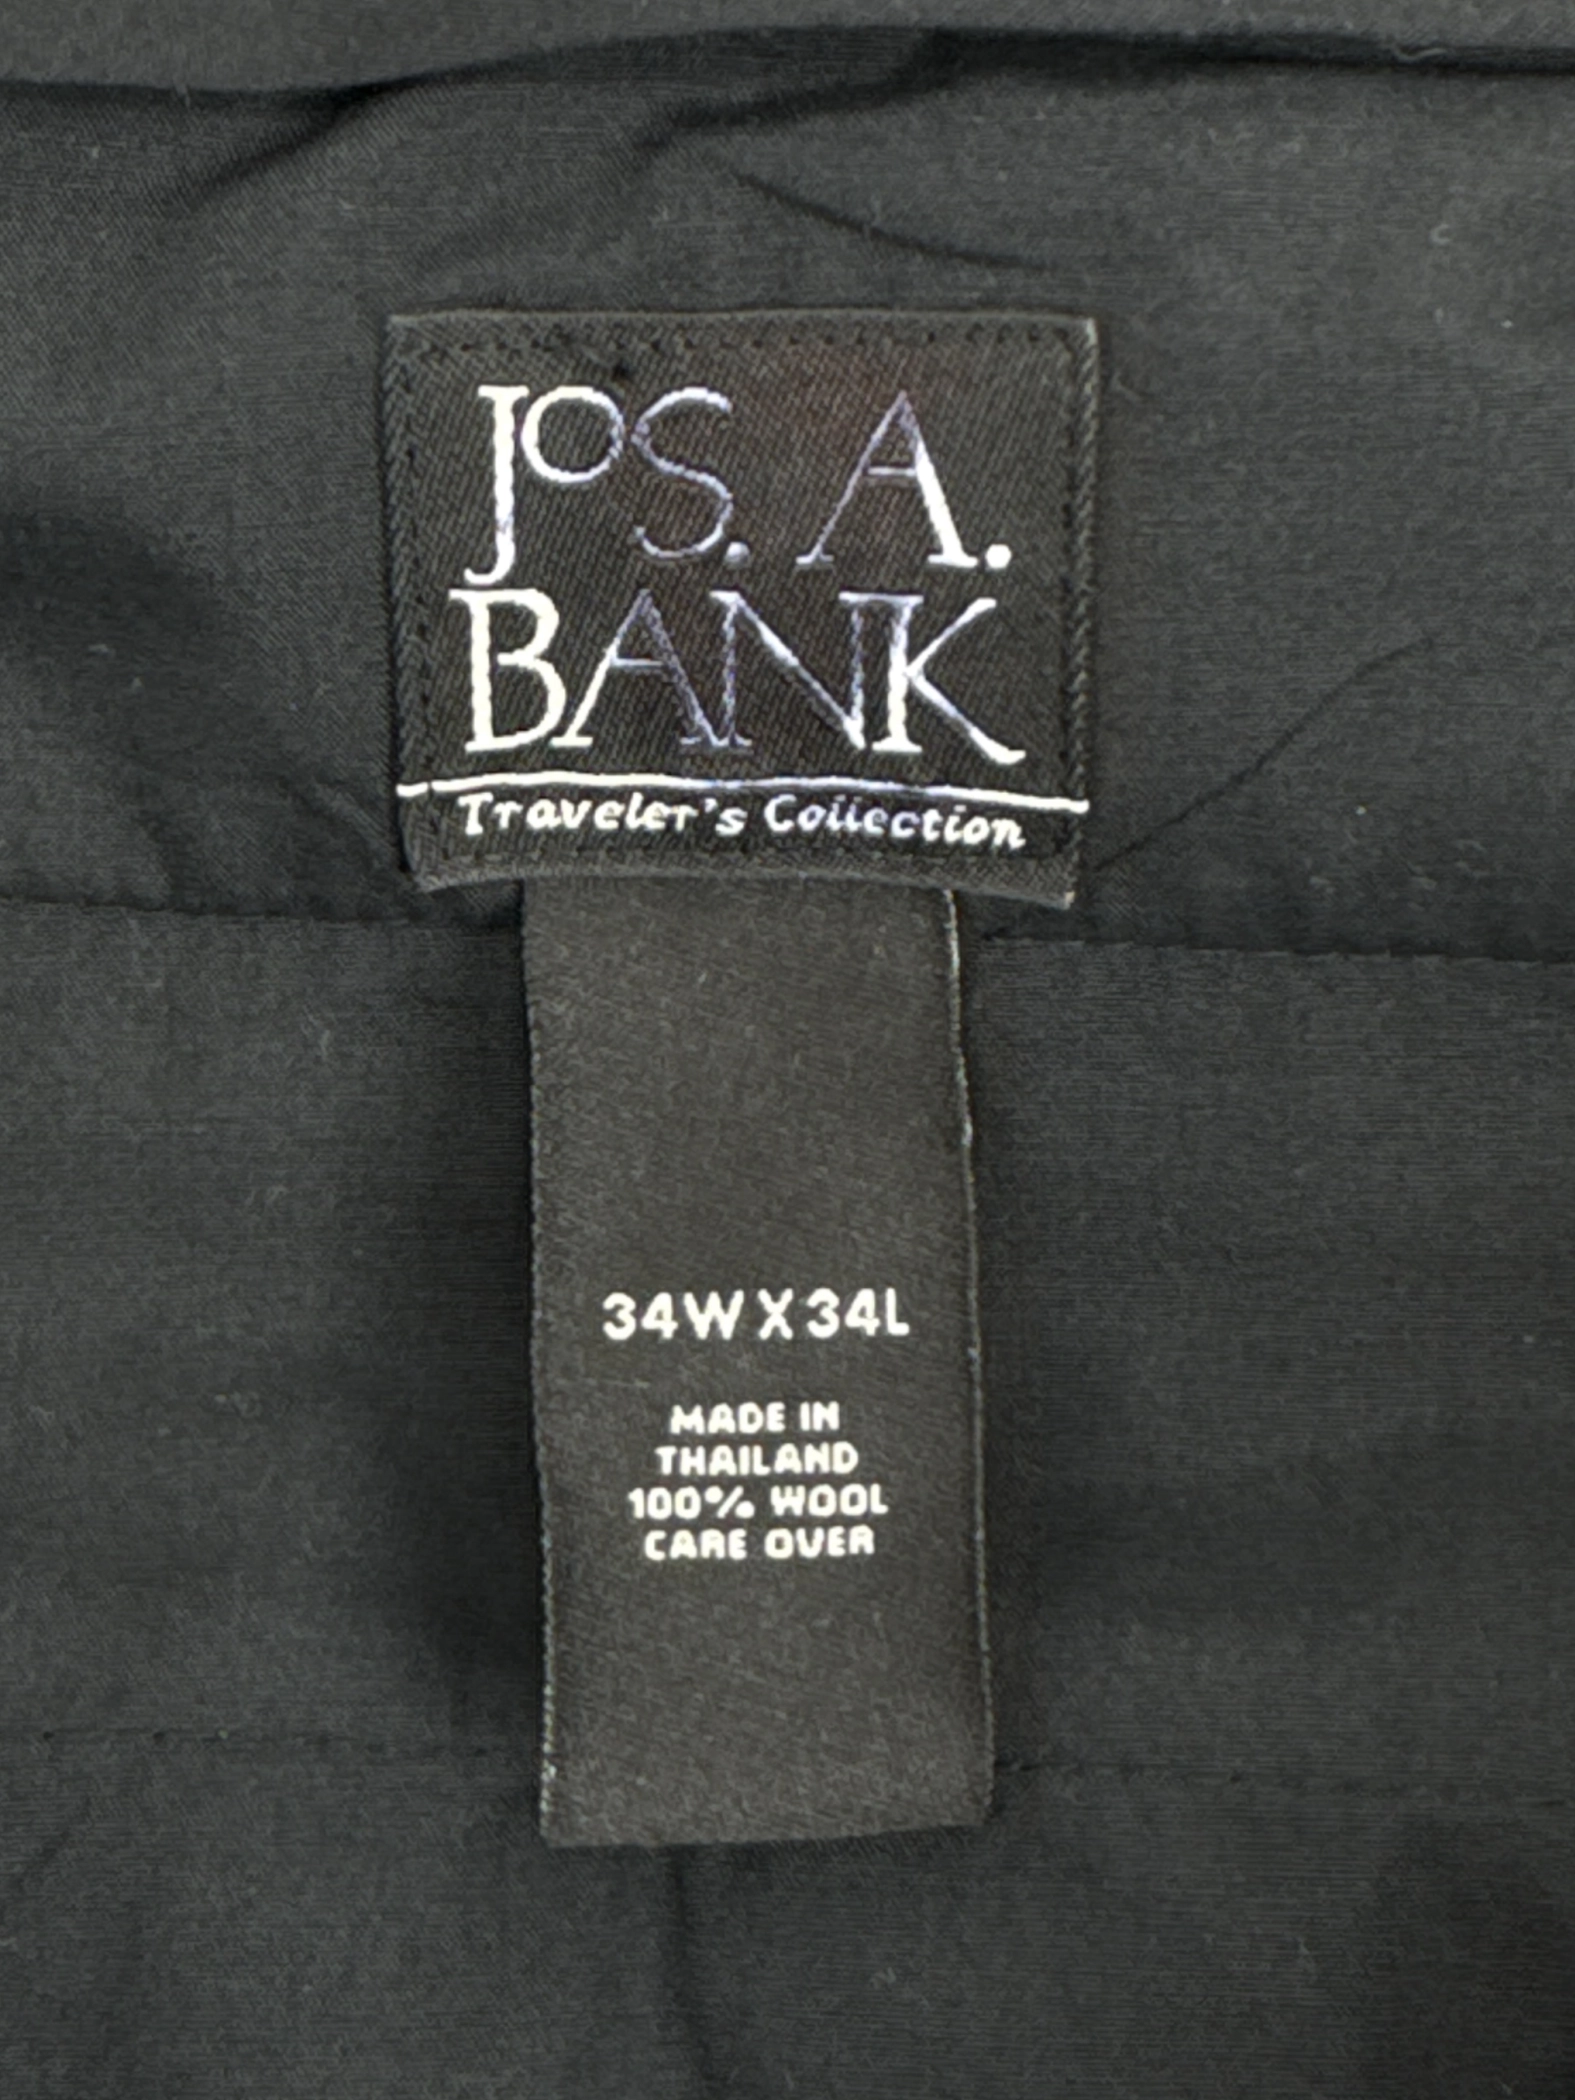 JOS. A.
BANK
Traveler's Collection
34W X 34L
MADE IN
THAILAND
100% WOOL
CARE OVER